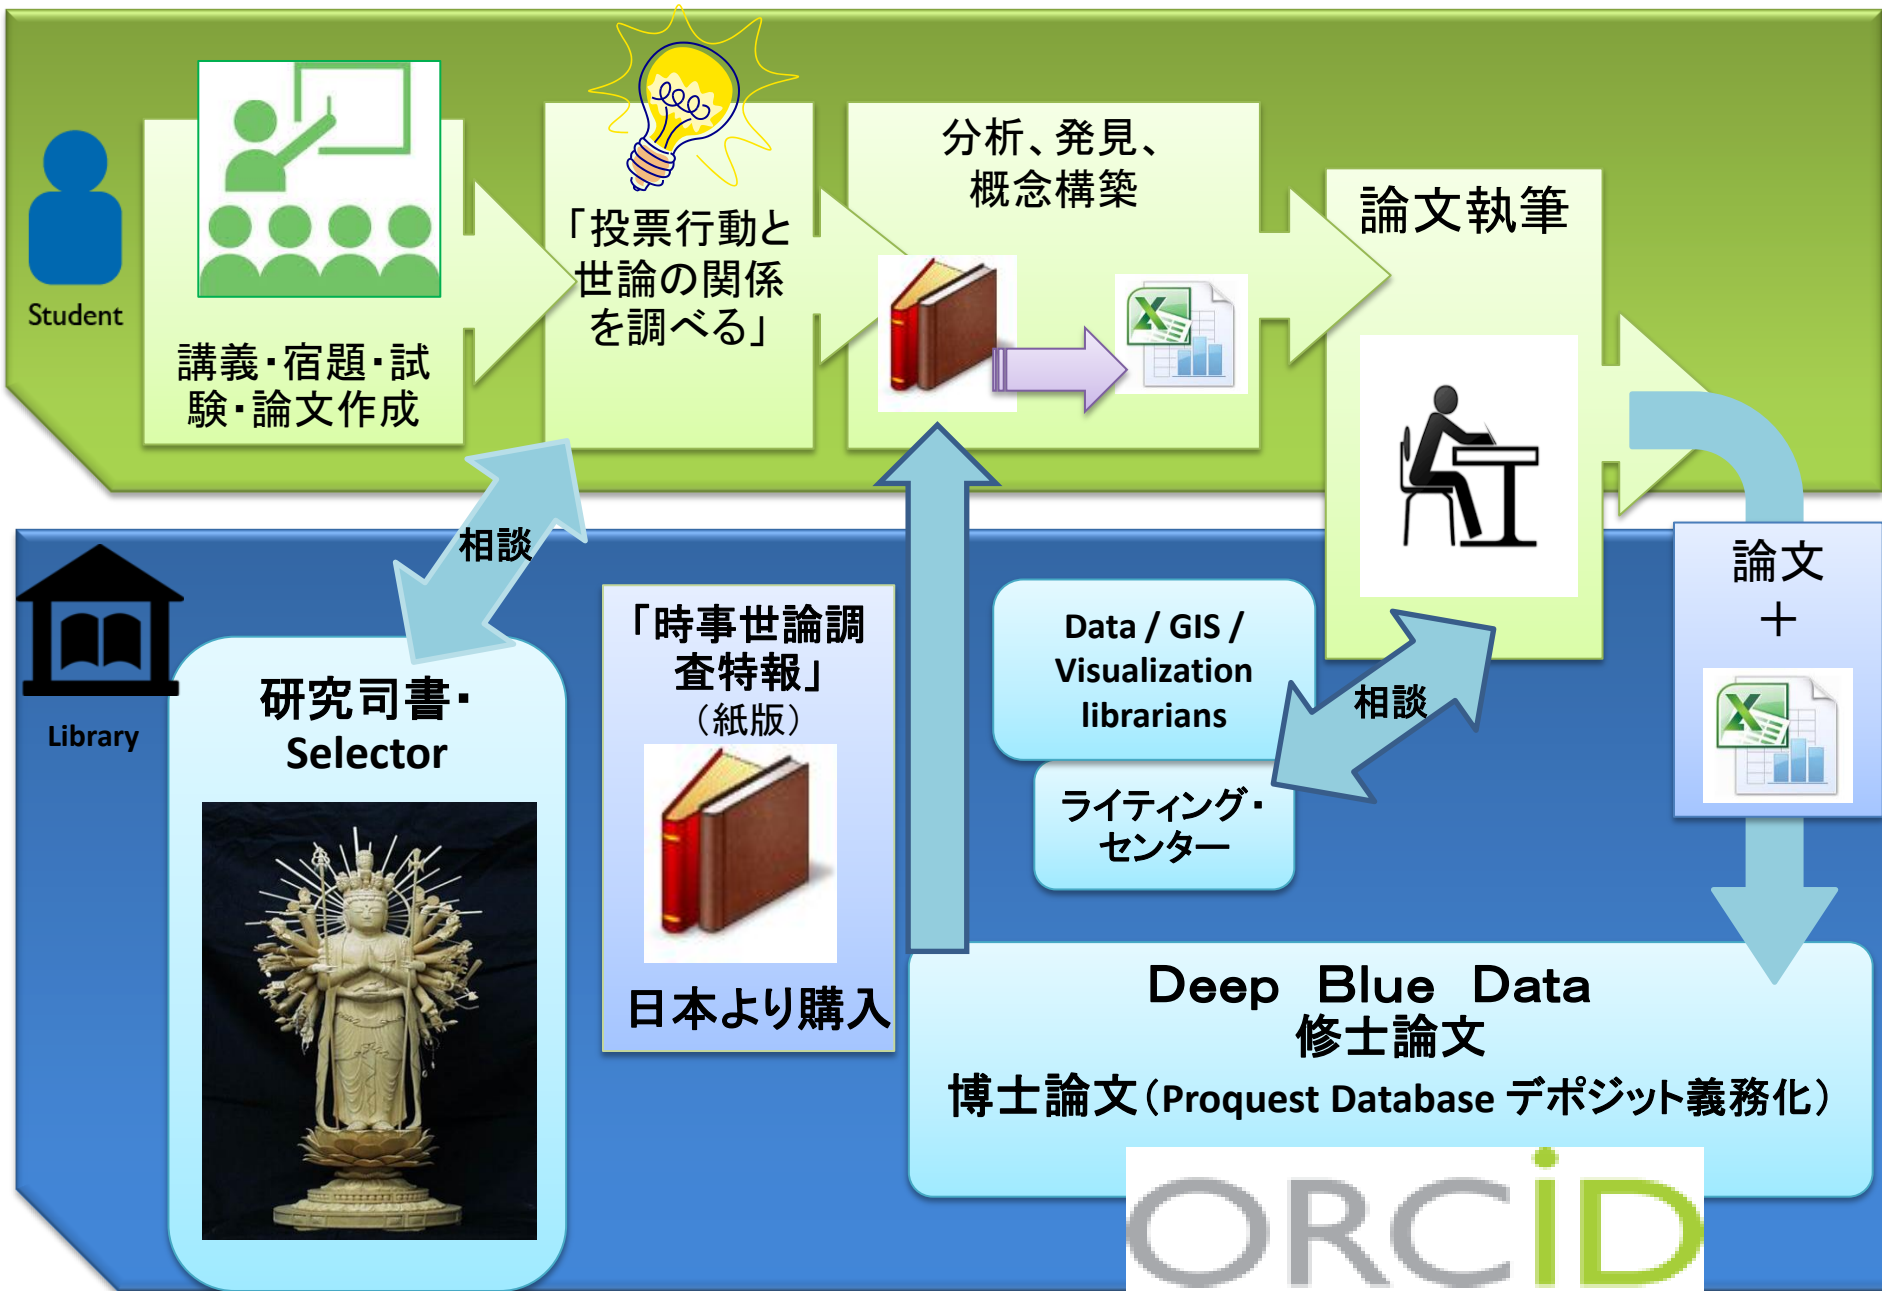 Student
講義・宿題・試
験・論文作成
「投票行動と
世論の関係
を調べる」
分析、発見、
概念構築
論文執筆
相談
Library
研究司書・
Selector
「時事世論調
査特報」
（紙版）
日本より購入
Data / GIS /
Visualization
librarians
ライティング・
センター
相談
論文
＋
Deep　Blue　Data
修士論文
博士論文（Proquest Database デポジット義務化）
ORCiD